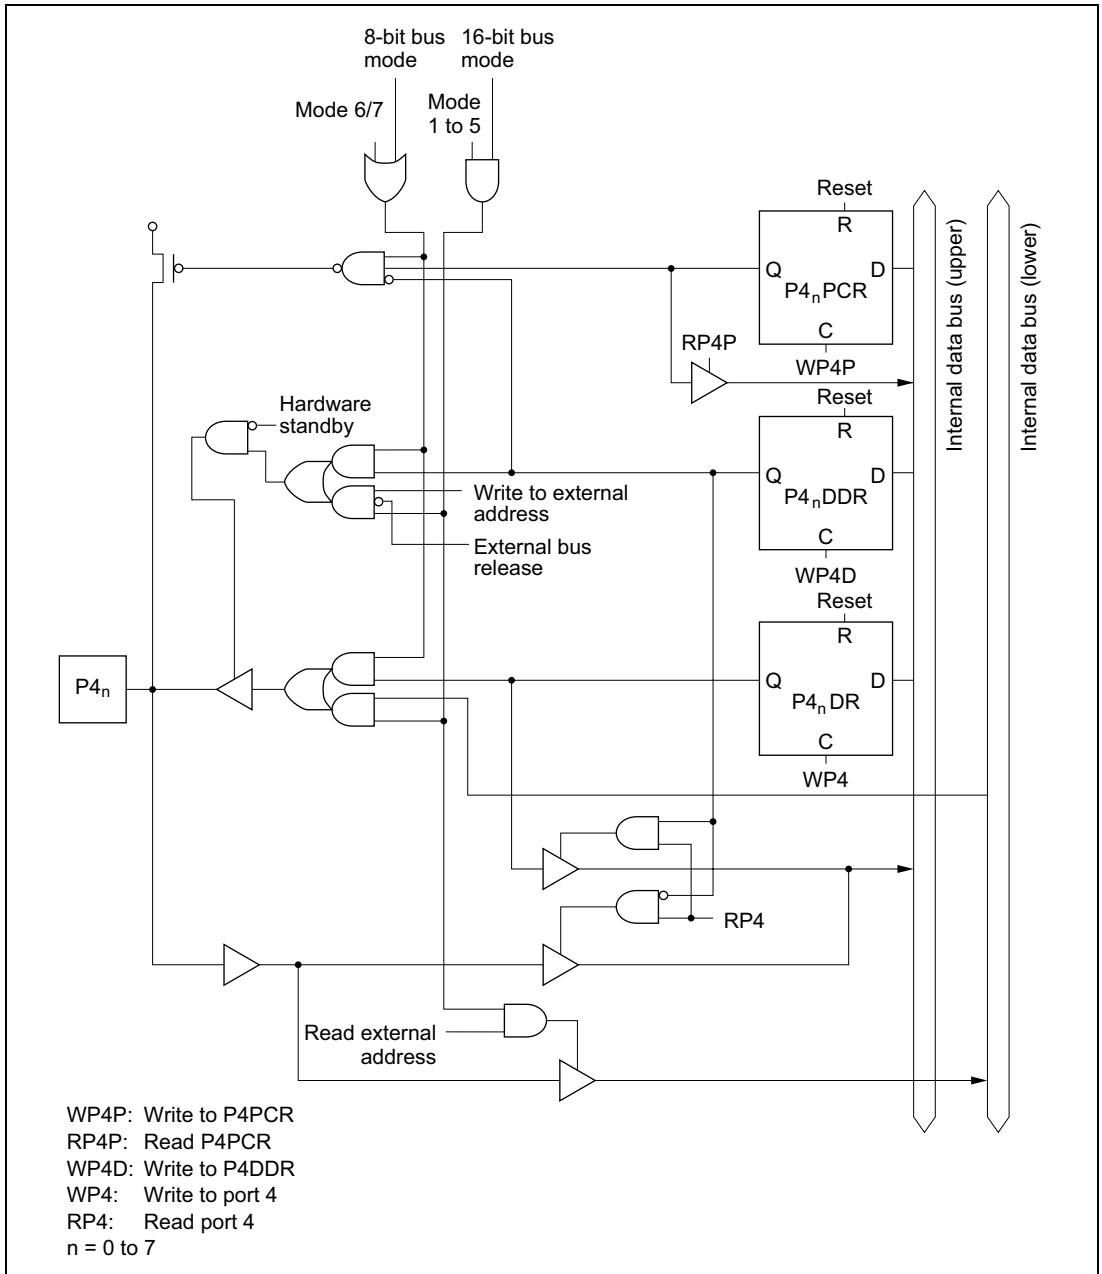 8-bit bus
mode
16-bit bus
mode
Mode 6/7
Mode
1 to 5
Reset
R
Q
D
P4nPCR
C
WP4P
RP4P
Internal data bus (upper)
Internal data bus (lower)
Hardware
standby
Reset
R
Q
D
P4nDDR
C
WP4D
Write to external
address
External bus
release
Reset
R
Q
D
P4nDR
C
WP4
P4n
RP4
Read external
address
WP4P: Write to P4PCR
RP4P: Read P4PCR
WP4D: Write to P4DDR
WP4: Write to port 4
RP4: Read port 4
n = 0 to 7